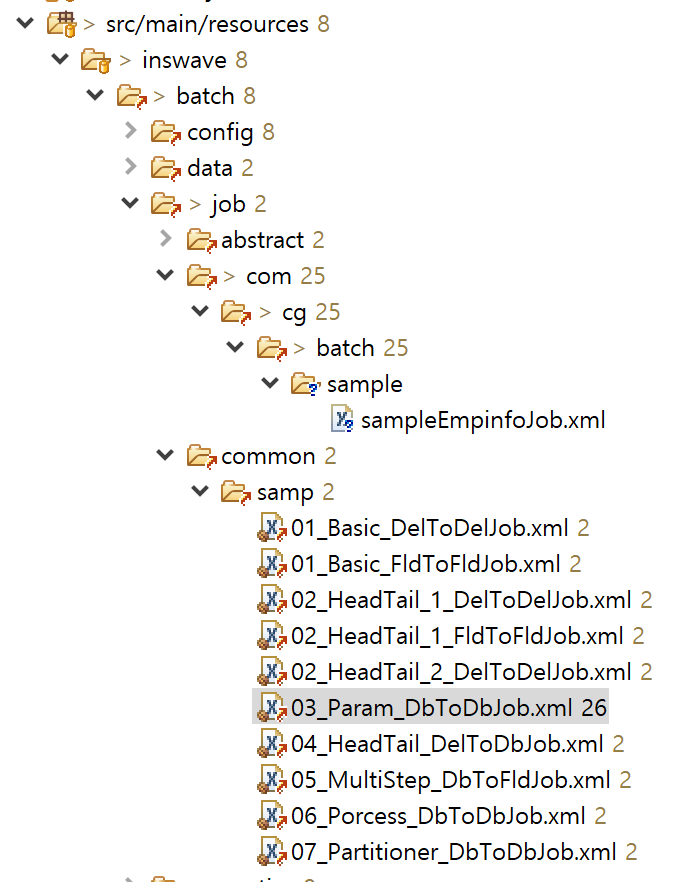 > src/main/resources 8
> inswave 8
> batch 8
config 8
data 2
> job 2
abstract 2
> com 25
> cg 25
> batch 25
sample
sampleEmpinfoJob.xml
common 2
samp 2
01_Basic_DelToDelJob.xml 2
01_Basic_FldToFldJob.xml 2
02_HeadTail_1_DelToDelJob.xml 2
02_HeadTail_1_FldToFldJob.xml 2
02_HeadTail_2_DelToDelJob.xml 2
03_Param_DbToDbJob.xml 26
04_HeadTail_DelToDbJob.xml 2
05_MultiStep_DbToFldJob.xml 2
06_Porcess_DbToDbJob.xml 2
07_Partitioner_DbToDbJob.xml 2